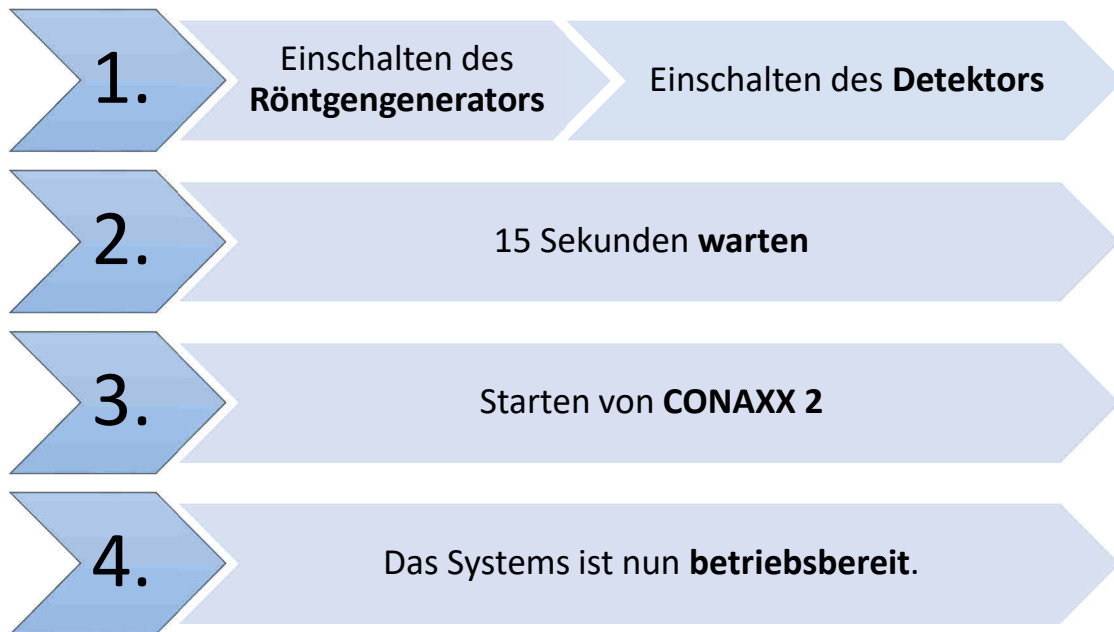 1.
Einschalten des
Röntgengenerators
Einschalten des Detektors
2.
15 Sekunden warten
3.
Starten von CONAXX 2
4.
Das Systems ist nun betriebsbereit.